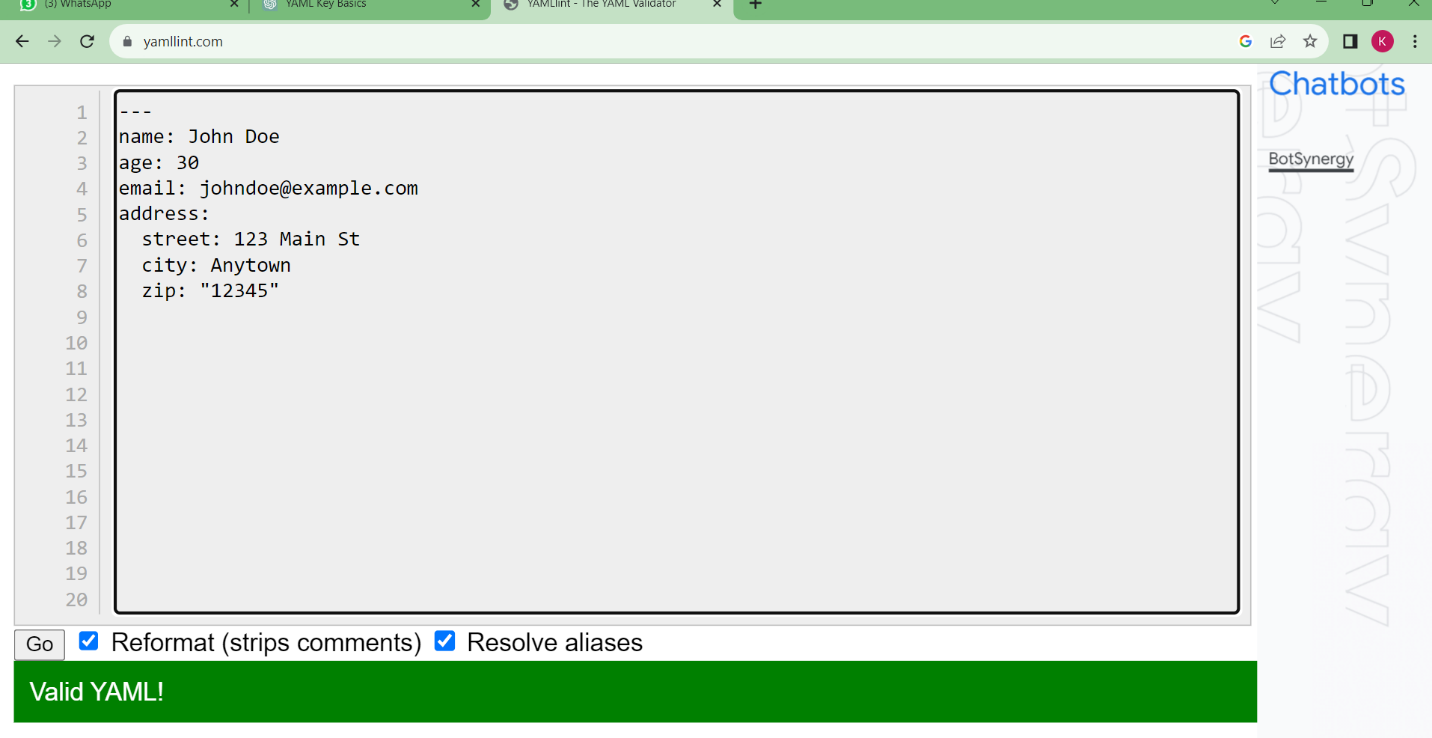 (3) WhatsApp
YAML Key Basics
YAMLlint - The YAML Validator
yamllint.com
K
Chatbots
BotSynergy
1 ---
2 name: John Doe
3 age: 30
4 email: johndoe@example.com
5 address:
6   street: 123 Main St
7   city: Anytown
8   zip: "12345"
9
10
11
12
13
14
15
16
17
18
19
20
Go Reformat (strips comments) Resolve aliases
Valid YAML!